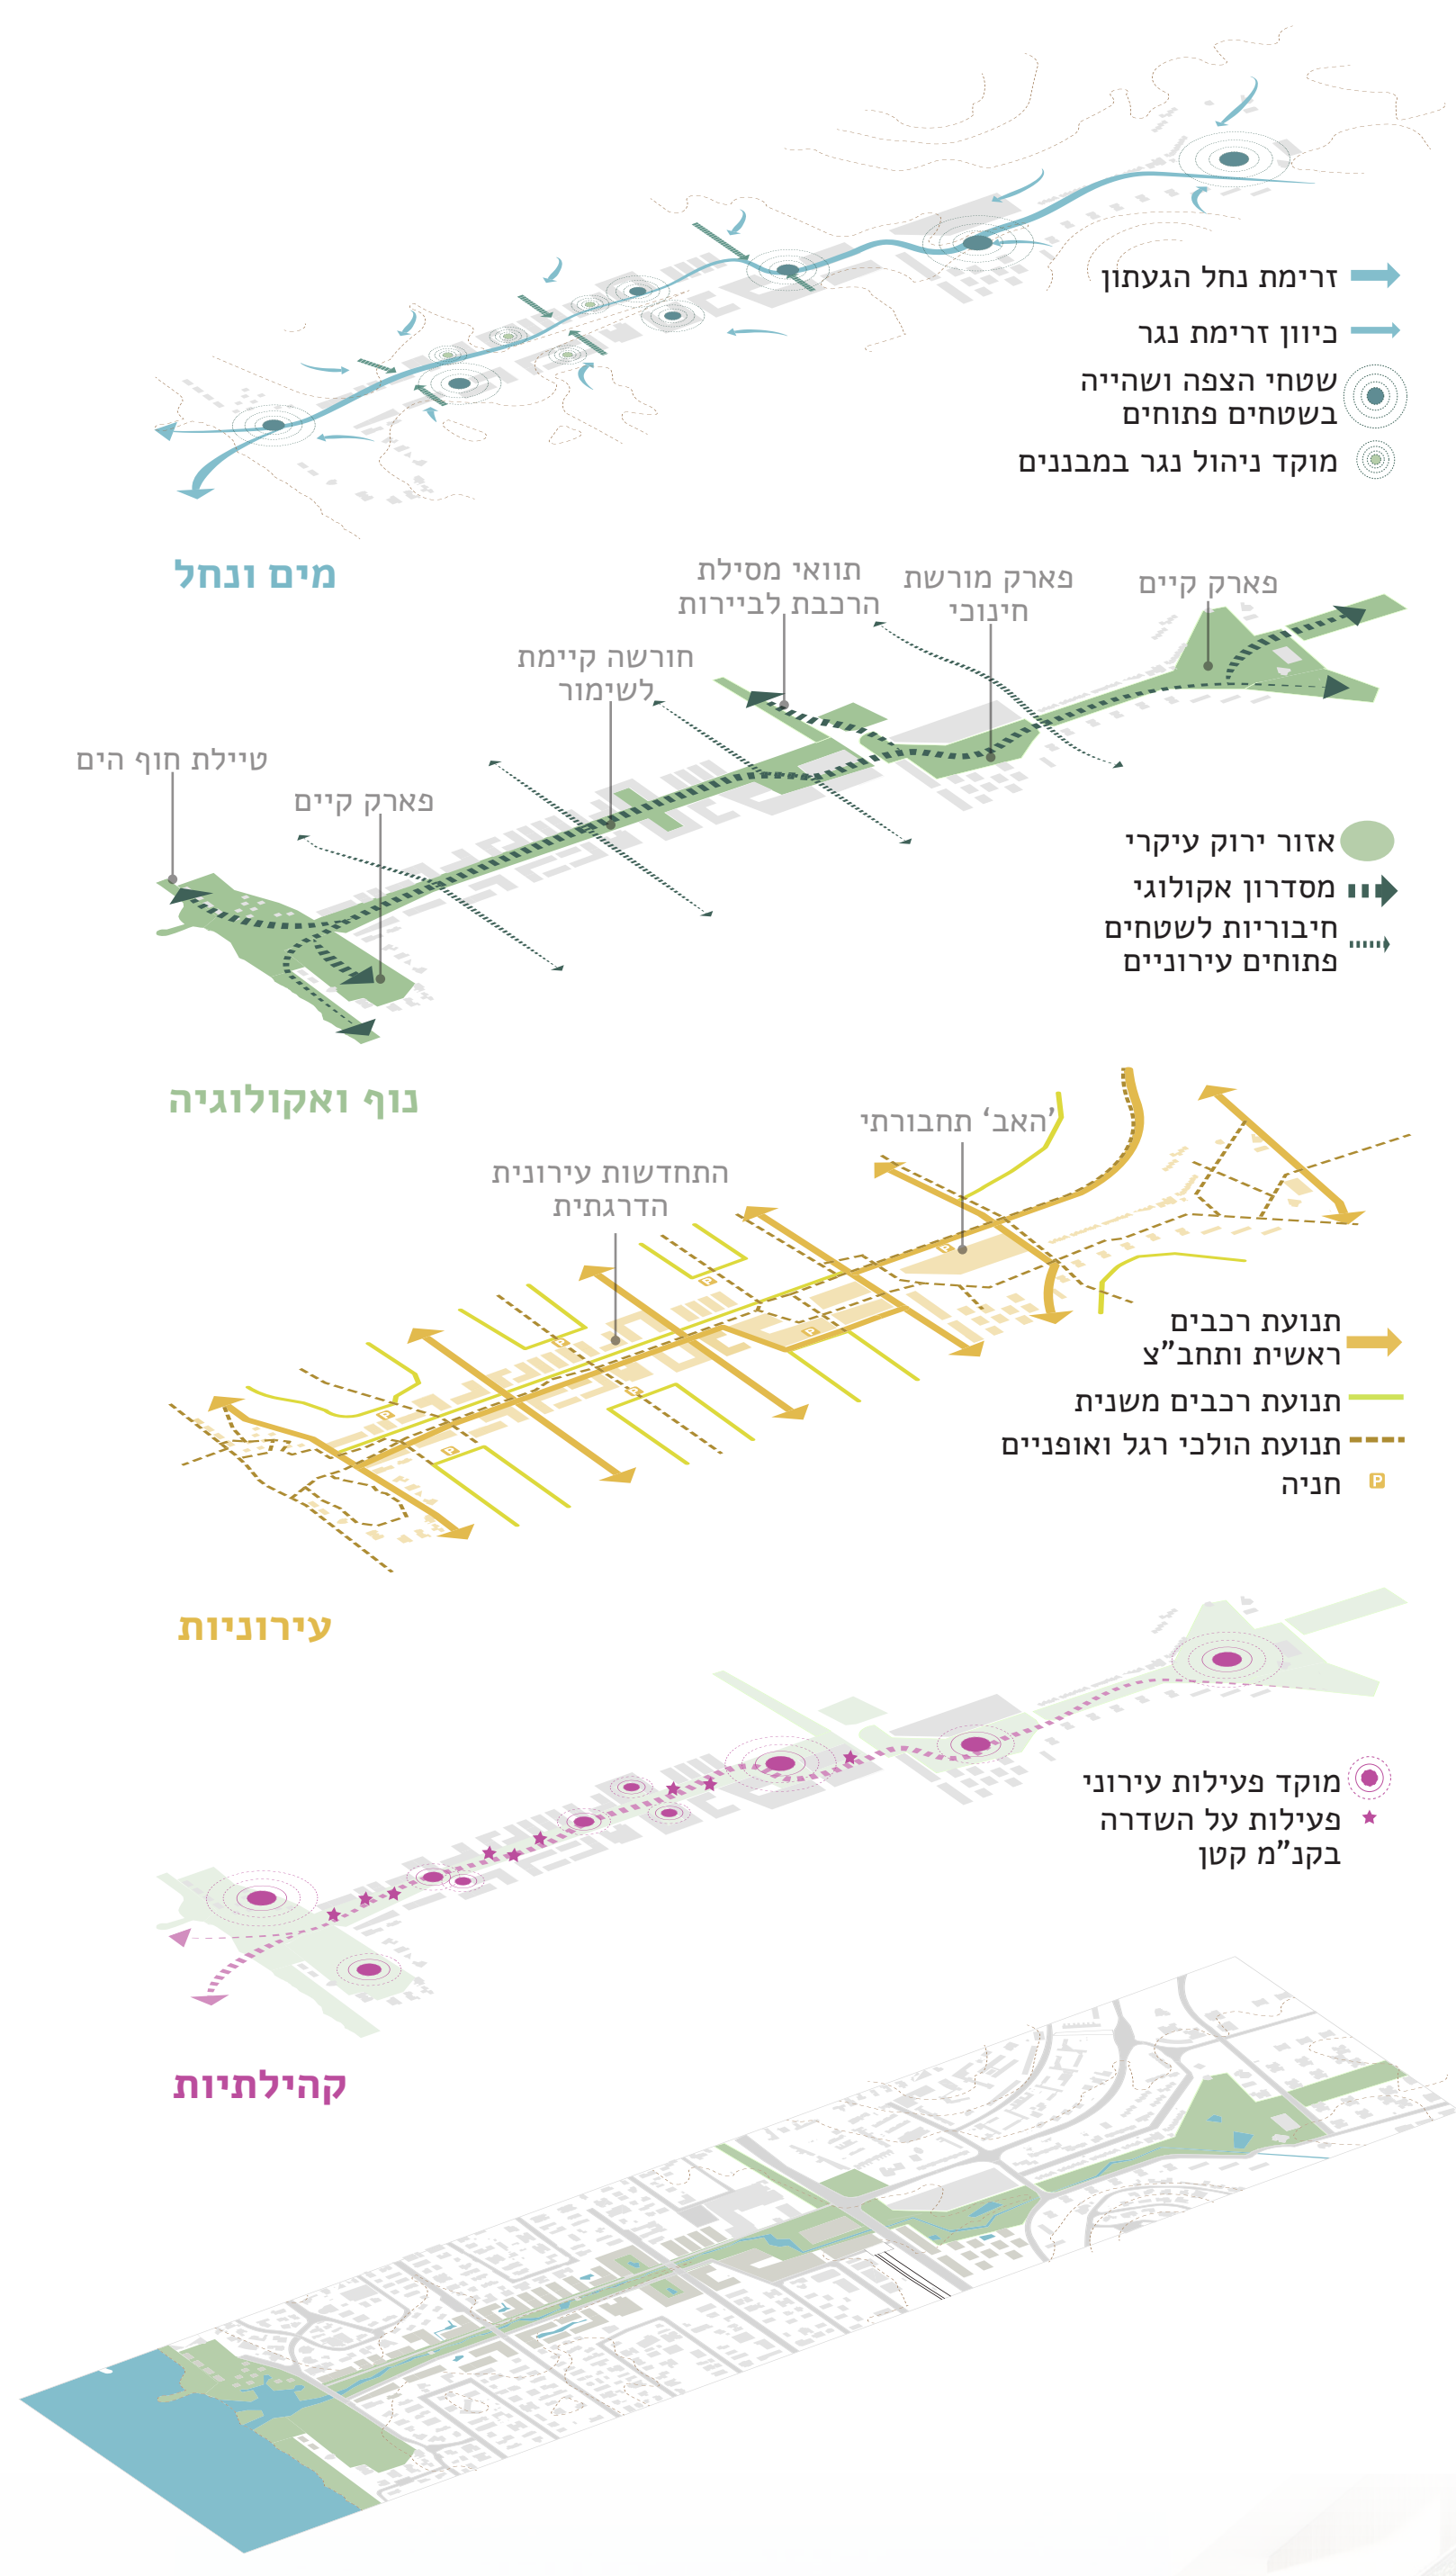 זרימת נחל הגעתון
כיוון זרימת נגר
שטחי הצפה ושהייה
בשטחים פתוחים
מוקד ניהול נגר במבננים
מים ונחל
פארק קיים
פארק מורשת
חינוכי
תוואי מסילת
הרכבת לביירות
חורשה קיימת
לשימור
פארק קיים
טיילת חוף הים
אזור ירוק עיקרי
מסדרון אקולוגי
חיבוריות לשטחים
פתוחים עירוניים
נוף ואקולוגיה
'האב' תחבורתי
התחדשות עירונית
הדרגתית
תנועת רכבים
ראשית ותחב"צ
תנועת רכבים משנית
תנועת הולכי רגל ואופניים
חניה
P
P
P
P
P
P
P
P
עירוניות
מוקד פעילות עירוני
פעילות על השדרה
בקנ"מ קטן
קהילתיות